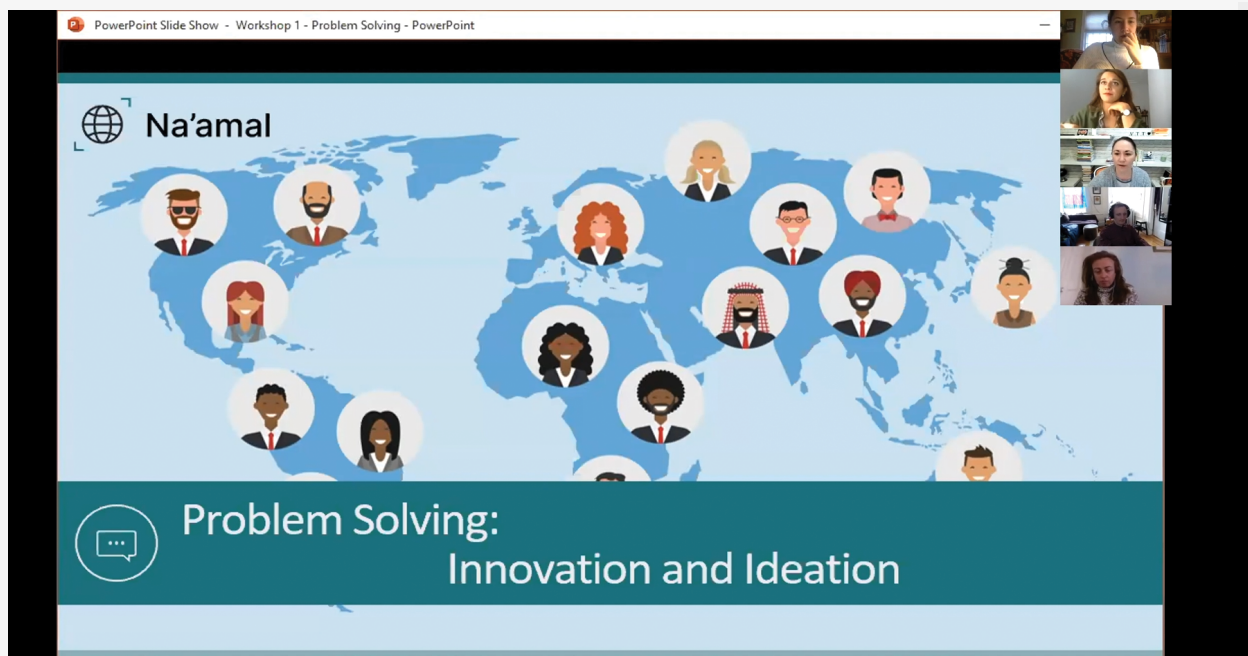 PowerPoint Slide Show - Workshop 1 - Problem Solving - PowerPoint
Na'amal
Problem Solving:
Innovation and Ideation